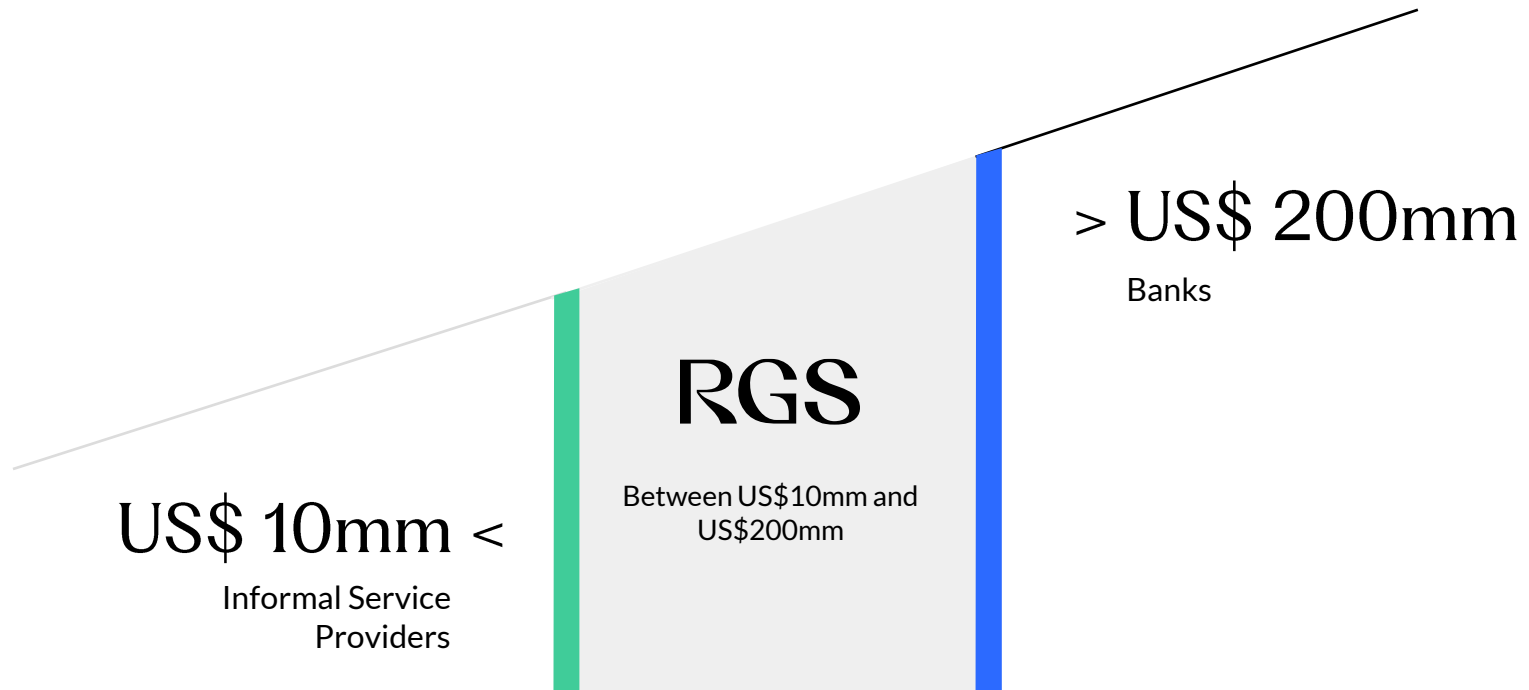 > US$ 200mm
Banks
RGS
Between US$10mm and
US$200mm
US$ 10mm <
Informal Service
Providers